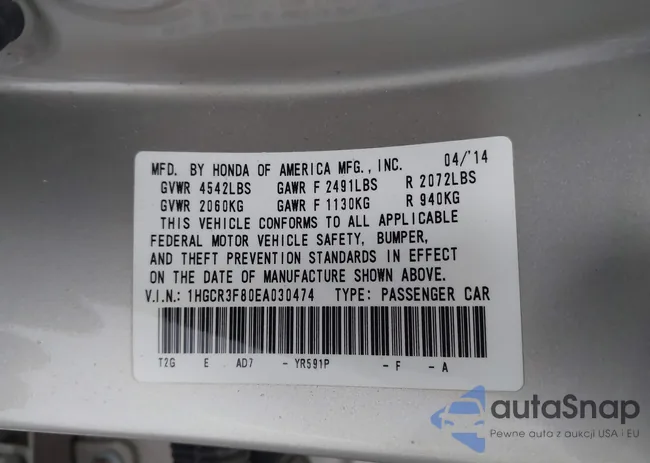 MFD. BY HONDA OF AMERICA MFG., INC. 04/'14
GVWR 4542LBS GAWR F 2491LBS R 2072LBS
GVWR 2060KG GAWR F 1130KG R 940KG
THIS VEHICLE CONFORMS TO ALL APPLICABLE
FEDERAL MOTOR VEHICLE SAFETY, BUMPER,
AND THEFT PREVENTION STANDARDS IN EFFECT
ON THE DATE OF MANUFACTURE SHOWN ABOVE.
V.I.N.: 1HGCR3F80EA030474 TYPE: PASSENGER CAR
T2G E AD7 - YR591P - F - A
autoSnap
Pewne auta z aukcji USA i EU